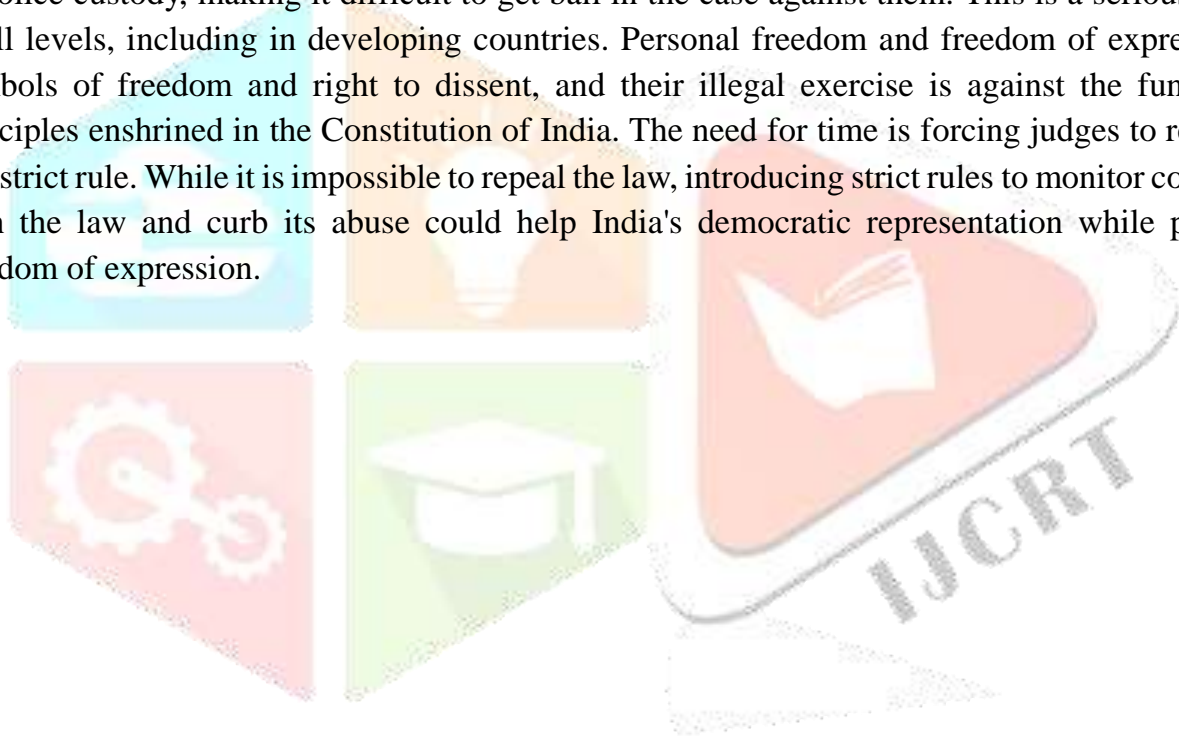 police custody, making it difficult to get bail in the case against them. This is a serious
ll levels, including in developing countries. Personal freedom and freedom of expre
bols of freedom and right to dissent, and their illegal exercise is against the fun
ciples enshrined in the Constitution of India. The need for time is forcing judges to r
strict rule. While it is impossible to repeal the law, introducing strict rules to monitor co
the law and curb its abuse could help India's democratic representation while p
dom of expression.
IJCRT